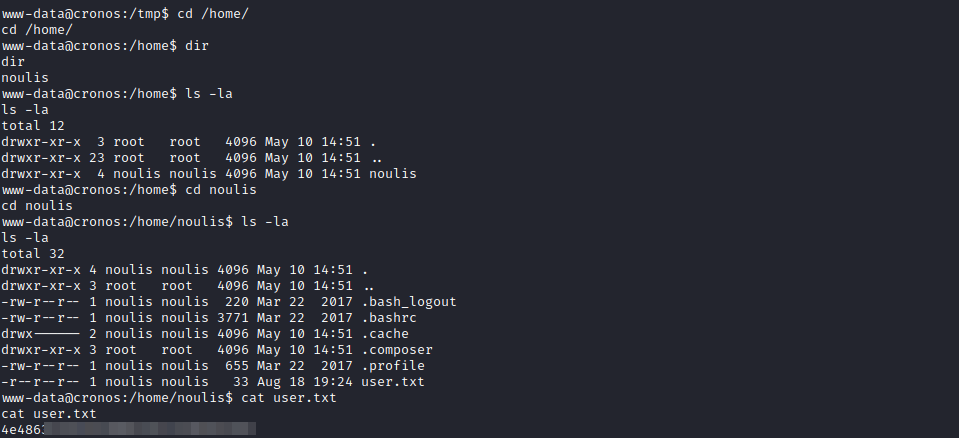 www-data@cronos:/tmp$ cd /home/
cd /home/
www-data@cronos:/home$ dir
dir
noulis
www-data@cronos:/home$ ls -la
ls -la
total 12
drwxr-xr-x  3 root   root   4096 May 10 14:51 .
drwxr-xr-x 23 root   root   4096 May 10 14:51 ..
drwxr-xr-x  4 noulis noulis 4096 May 10 14:51 noulis
www-data@cronos:/home$ cd noulis
cd noulis
www-data@cronos:/home/noulis$ ls -la
ls -la
total 32
drwxr-xr-x 4 noulis noulis 4096 May 10 14:51 .
drwxr-xr-x 3 root   root   4096 May 10 14:51 ..
-rw-r--r-- 1 noulis noulis  220 Mar 22  2017 .bash_logout
-rw-r--r-- 1 noulis noulis 3771 Mar 22  2017 .bashrc
drwx------ 2 noulis noulis 4096 May 10 14:51 .cache
drwxr-xr-x 3 root   root   4096 May 10 14:51 .composer
-rw-r--r-- 1 noulis noulis  655 Mar 22  2017 .profile
-r--r--r-- 1 noulis noulis   33 Aug 18 19:24 user.txt
www-data@cronos:/home/noulis$ cat user.txt
cat user.txt
4e486